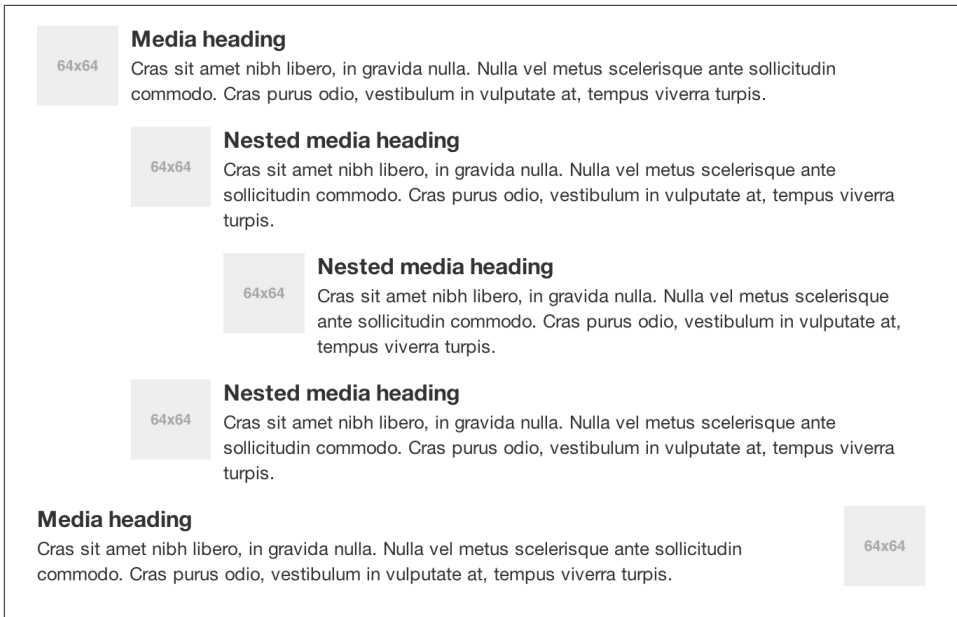 64x64
Media heading
Cras sit amet nibh libero, in gravida nulla. Nulla vel metus scelerisque ante sollicitudin
commodo. Cras purus odio, vestibulum in vulputate at, tempus viverra turpis.
64x64
Nested media heading
Cras sit amet nibh libero, in gravida nulla. Nulla vel metus scelerisque ante
sollicitudin commodo. Cras purus odio, vestibulum in vulputate at, tempus viverra
turpis.
64x64
Nested media heading
Cras sit amet nibh libero, in gravida nulla. Nulla vel metus scelerisque
ante sollicitudin commodo. Cras purus odio, vestibulum in vulputate at,
tempus viverra turpis.
64x64
Nested media heading
Cras sit amet nibh libero, in gravida nulla. Nulla vel metus scelerisque ante
sollicitudin commodo. Cras purus odio, vestibulum in vulputate at, tempus viverra
turpis.
Media heading
Cras sit amet nibh libero, in gravida nulla. Nulla vel metus scelerisque ante sollicitudin
commodo. Cras purus odio, vestibulum in vulputate at, tempus viverra turpis.
64x64